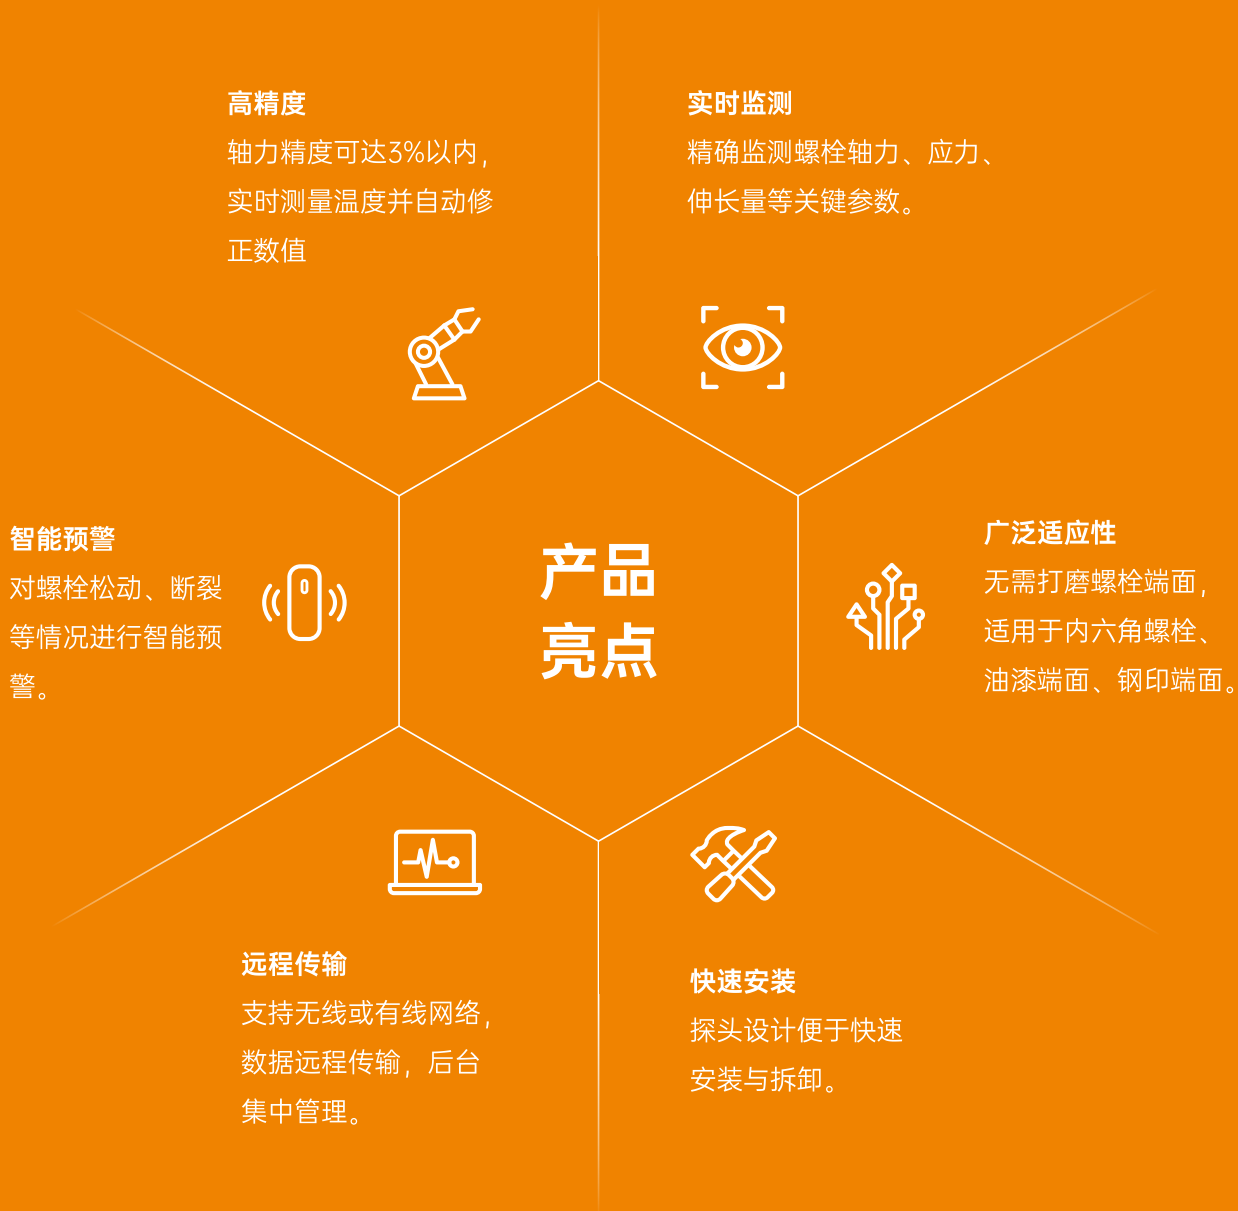 高精度
轴力精度可达3%以内，
实时测量温度并自动修
正数值
实时监测
精确监测螺栓轴力、应力、
伸长量等关键参数。
智能预警
对螺栓松动、断裂
等情况进行智能预
警。
产品
亮点
广泛适应性
无需打磨螺栓端面，
适用于内六角螺栓、
油漆端面、钢印端面。
远程传输
支持无线或有线网络，
数据远程传输，后台
集中管理。
快速安装
探头设计便于快速
安装与拆卸。